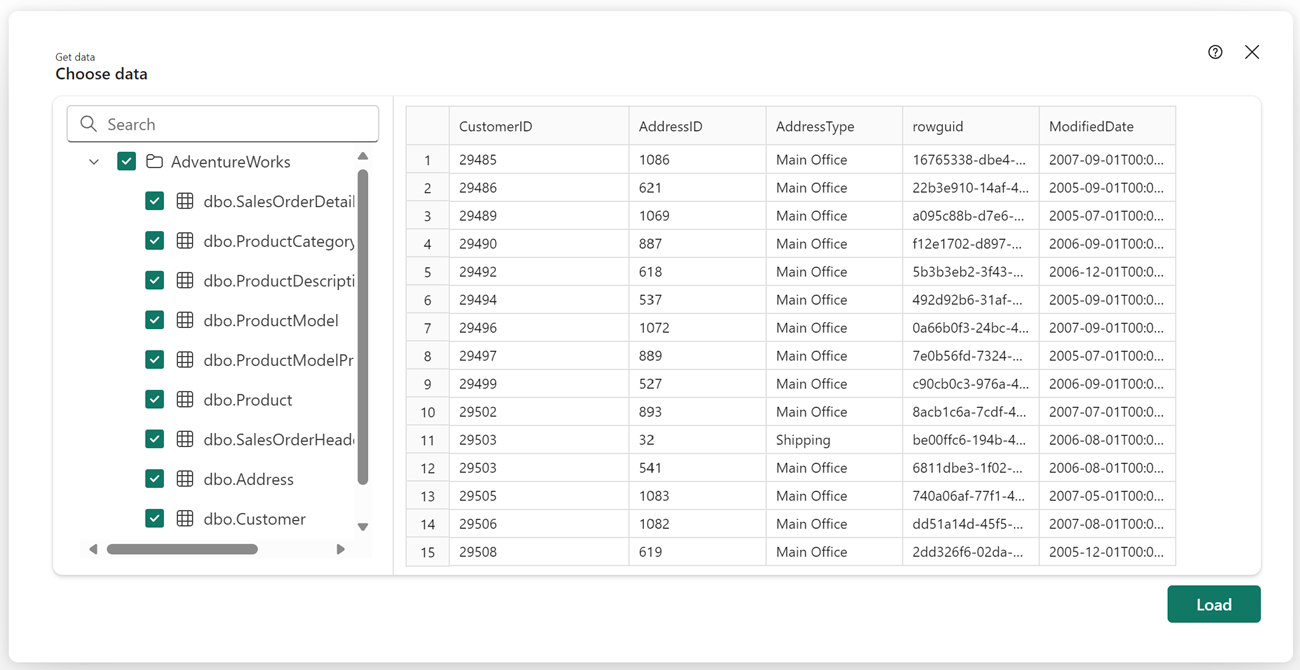 Get data
Choose data
Search
AdventureWorks
dbo.SalesOrderDetail
dbo.ProductCategory
dbo.ProductDescripti
dbo.ProductModel
dbo.ProductModelPr
dbo.Product
dbo.SalesOrderHeade
dbo.Address
dbo.Customer
CustomerID AddressID AddressType rowguid ModifiedDate
1 29485 1086 Main Office 16765338-dbe4-... 2007-09-01T00:0...
2 29486 621 Main Office 22b3e910-14af-4... 2005-09-01T00:0...
3 29489 1069 Main Office a095c88b-d7e6-... 2005-07-01T00:0...
4 29490 887 Main Office f12e1702-d897-... 2006-09-01T00:0...
5 29492 618 Main Office 5b3b3eb2-3f43-... 2006-12-01T00:0...
6 29494 537 Main Office 492d92b6-31af-... 2005-09-01T00:0...
7 29496 1072 Main Office 0a66b0f3-24bc-4... 2007-09-01T00:0...
8 29497 889 Main Office 7e0b56fd-7324-... 2005-07-01T00:0...
9 29499 527 Main Office c90cb0c3-976a-4... 2006-09-01T00:0...
10 29502 893 Main Office 8acb1c6a-7cdf-4... 2007-07-01T00:0...
11 29503 32 Shipping be00ffc6-194b-4... 2006-08-01T00:0...
12 29503 541 Main Office 6811dbe3-1f02-... 2006-08-01T00:0...
13 29505 1083 Main Office 740a06af-77f1-4... 2007-05-01T00:0...
14 29506 1082 Main Office dd51a14d-45f5-... 2007-08-01T00:0...
15 29508 619 Main Office 2dd326f6-02da-... 2005-12-01T00:0...
Load